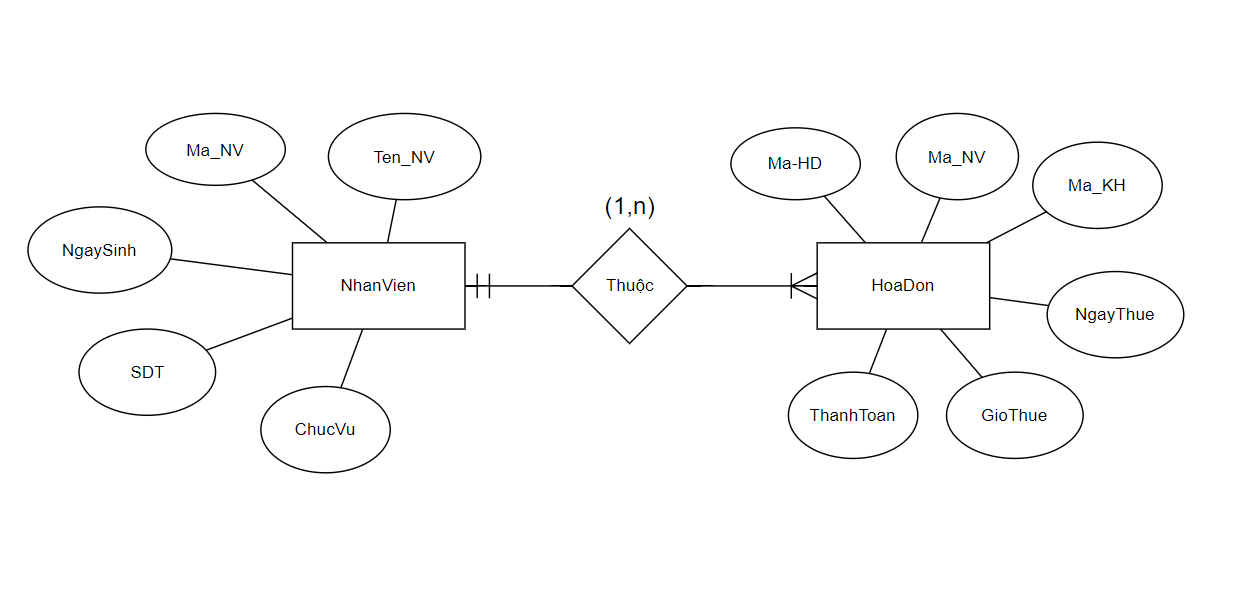 Ma_NV
Ten_NV
NgaySinh
NhanVien
SDT
ChucVu
(1,n)
Thuộc
Ma-HD
Ma_NV
Ma_KH
HoaDon
NgayThue
ThanhToan
GioThue